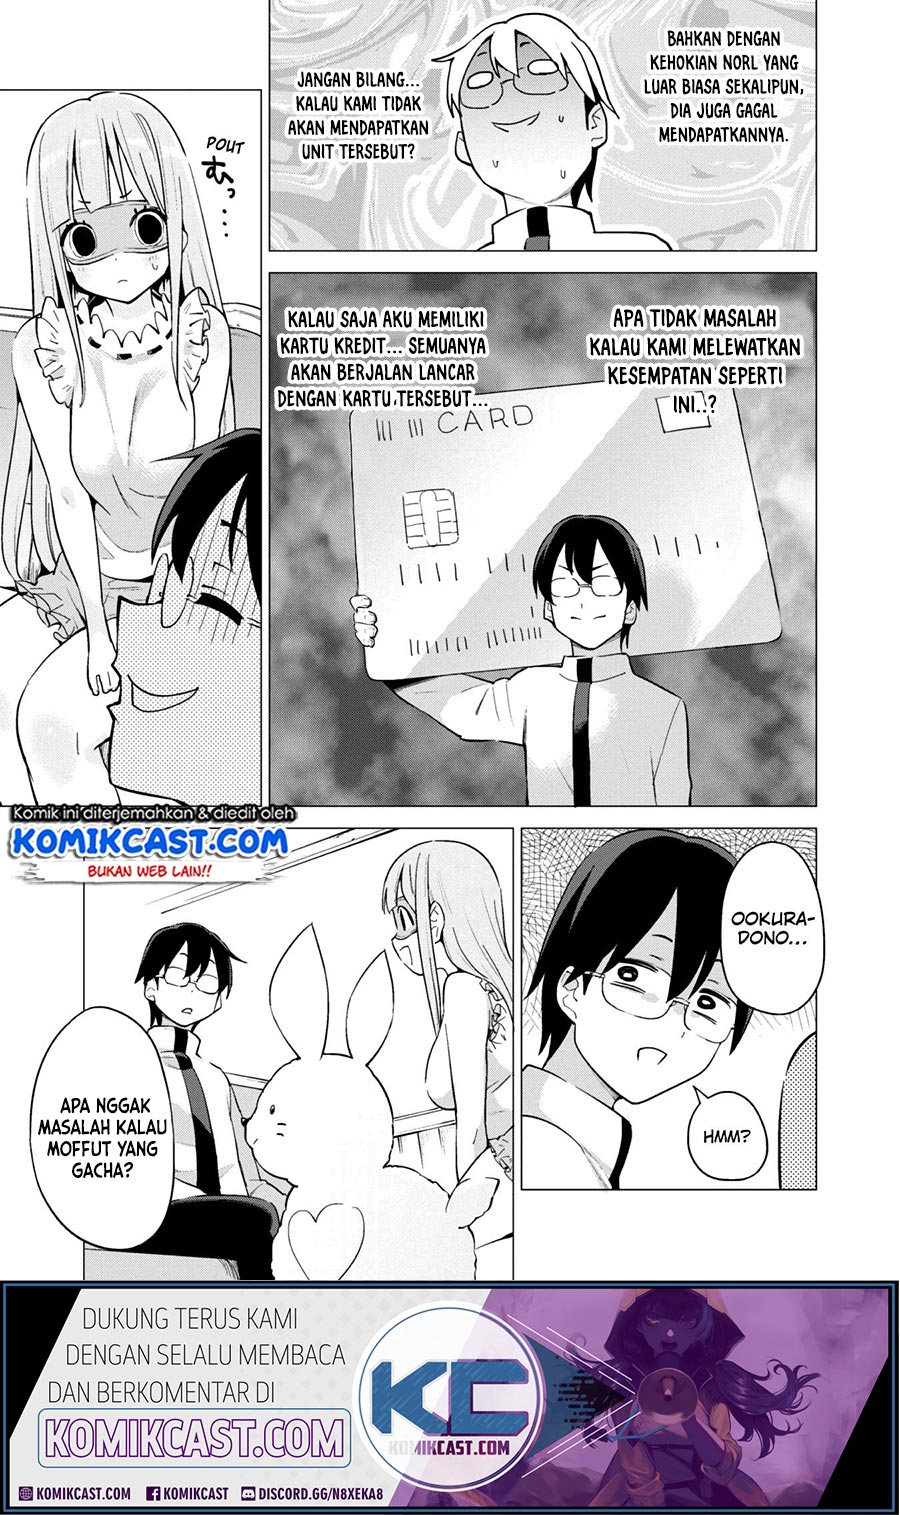 BAHKAN DENGAN
KEHOKIAN NORL YANG
LUAR BIASA SEKALIPUN,
DIA JUGA GAGAL
MENDAPATKANNYA.
JANGAN BILANG...
KALAU KAMI TIDAK
AKAN MENDAPATKAN
UNIT TERSEBUT?
POUT
むっ...
APA TIDAK MASALAH
KALAU KAMI MELEWATKAN
KESEMPATAN SEPERTI
INI..?
KALAU SAJA AKU MEMILIKI
KARTU KREDIT... SEMUANYA
AKAN BERJALAN LANCAR
DENGAN KARTU TERSEBUT...
CARD
Komik ini diterjemahkan & diedit oleh
KOMIKCAST.COM
BUKAN WEB LAIN!!
OOKURA-
DONO...
HMM?
APA NGGAK
MASALAH KALAU
MOFFUT YANG
GACHA?
DUKUNG TERUS KAMI
DENGAN SELALU MEMBACA
DAN BERKOMENTAR DI
KOMIKCAST.COM
KOMIKCAST.COM
KOMIKCAST
DISCORD.GG/N8XEKA8
KC
KOMIKCAST.COM